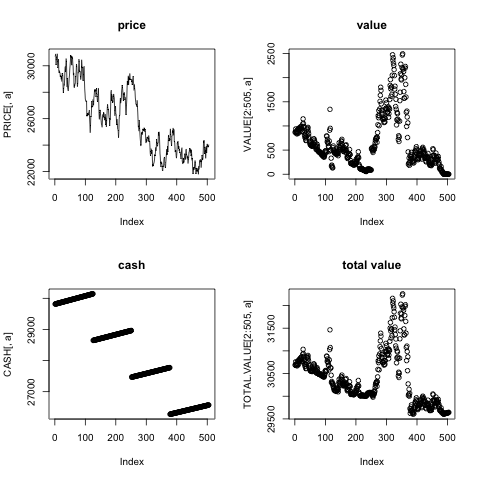 price
PRICE[, a]
22000 24000 26000 28000 30000
0 100 200 300 400 500
Index
value
VALUE[2:505, a]
0 500 1500 2500
0 100 200 300 400 500
Index
cash
CASH[, a]
27000 29000
0 100 200 300 400 500
Index
total value
TOTAL.VALUE[2:505, a]
29500 30500 31500
0 100 200 300 400 500
Index